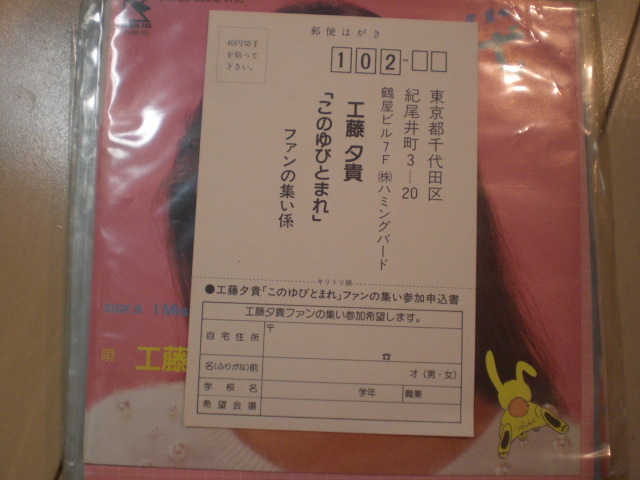 郵便はがき
40円切手
を貼って
下さい。
102-
東京都千代田区
紀尾井町3―20
鶴屋ビル7F ㈱ハミングバード
工藤夕貴
「このゆびとまれ」
ファンの集い係
キリトリ線
●工藤夕貴「このゆびとまれ」ファンの集い参加申込書
工藤夕貴ファンの集い参加希望します。
自宅住所 〒
☎
名(ふりがな)前 才(男・女)
学校名 学年 職業
希望会場
SIDE B I Mis
唄 工藤